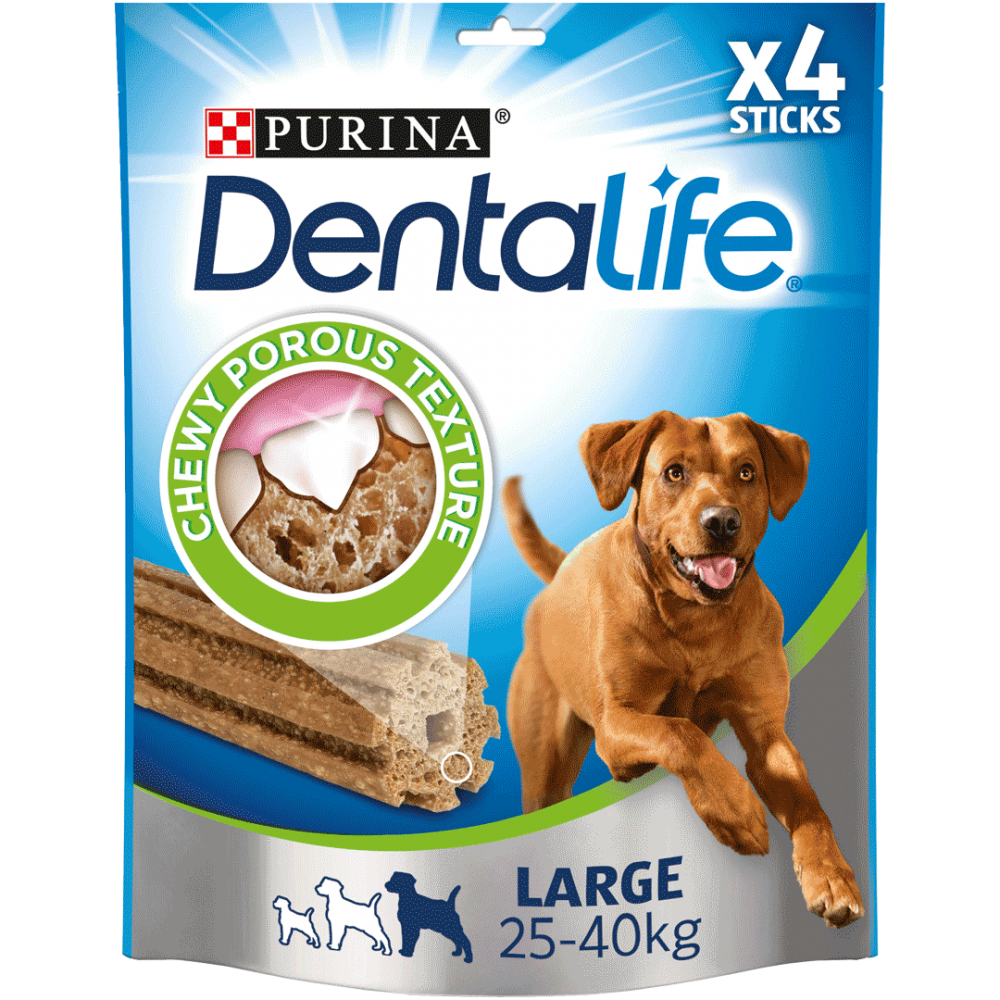 x4
STICKS
PURINA®
Dentalife®
CHEWY POROUS TEXTURE
LARGE
25-40kg